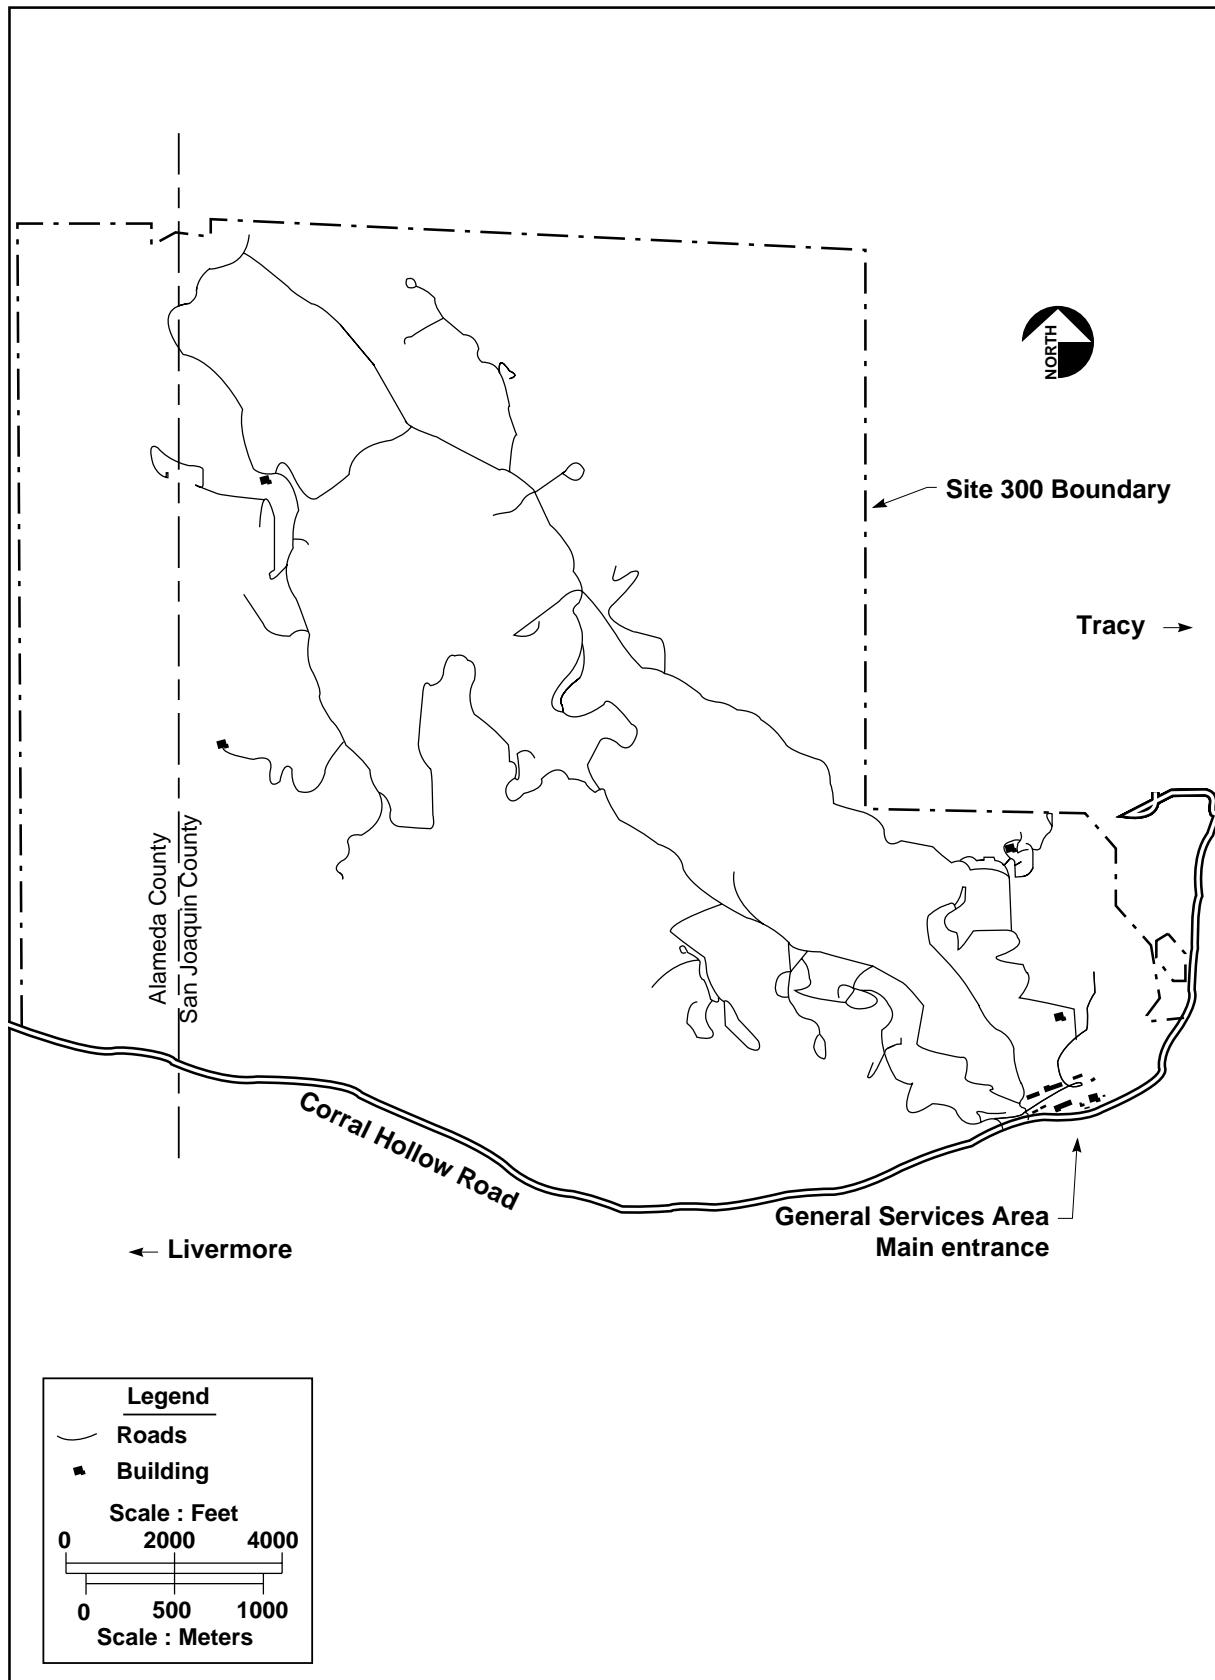 NORTH
Site 300 Boundary
Tracy
Alameda County
San Joaquin County
Corral Hollow Road
General Services Area
Main entrance
Livermore
Legend
Roads
Building
Scale : Feet
0 2000 4000
0 500 1000
Scale : Meters